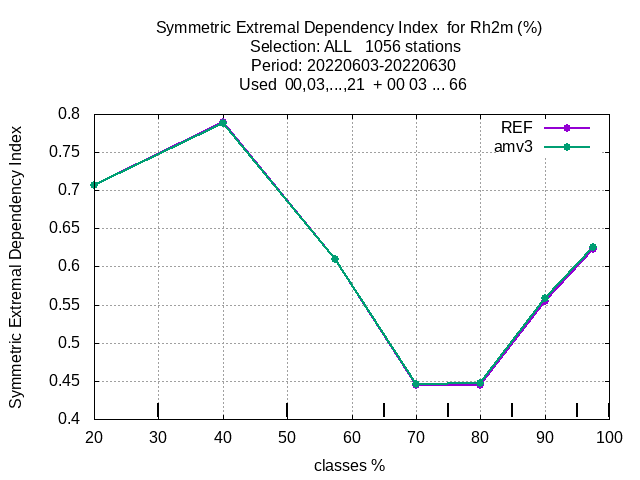 Symmetric Extremal Dependency Index  for Rh2m (%)
Selection: ALL   1056 stations
Period: 20220603-20220630
Used  00,03,...,21  + 00 03 ... 66
Symmetric Extremal Dependency Index
0.8
0.75
0.7
0.65
0.6
0.55
0.5
0.45
0.4
REF
amv3
20 30 40 50 60 70 80 90 100
classes %